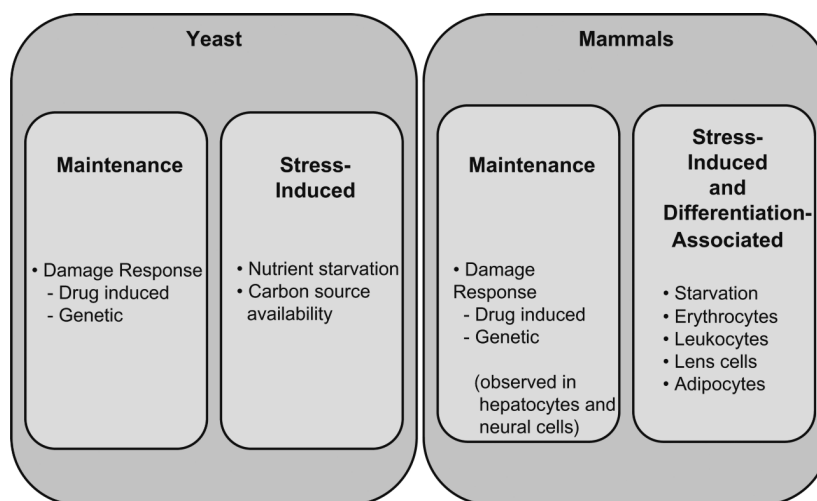 Yeast
Maintenance
• Damage Response
- Drug induced
- Genetic
Stress-
Induced
• Nutrient starvation
• Carbon source
availability
Mammals
Maintenance
• Damage
Response
- Drug induced
- Genetic
(observed in
hepatocytes and
neural cells)
Stress-
Induced
and
Differentiation-
Associated
• Starvation
• Erythrocytes
• Leukocytes
• Lens cells
• Adipocytes